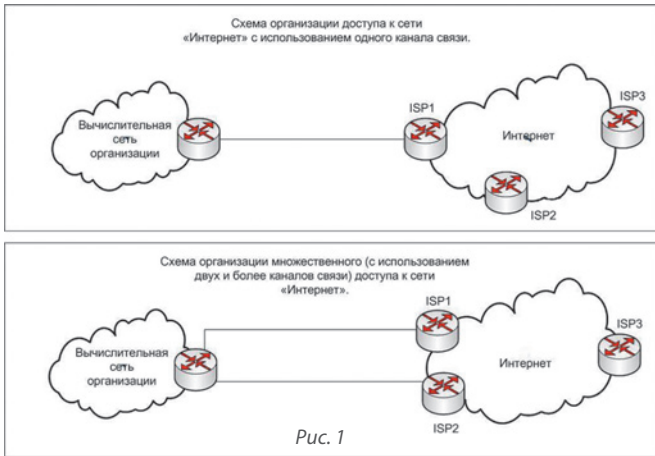 Схема организации доступа к сети
«Интернет» с использованием одного канала связи.
ISP1
ISP3
Вычислительная
сеть
организации
Интернет
ISP2
Схема организации множественного (с использованием
двух и более каналов связи) доступа к сети
«Интернет».
ISP1
ISP3
Вычислительная
сеть
организации
Интернет
ISP2
Рис. 1